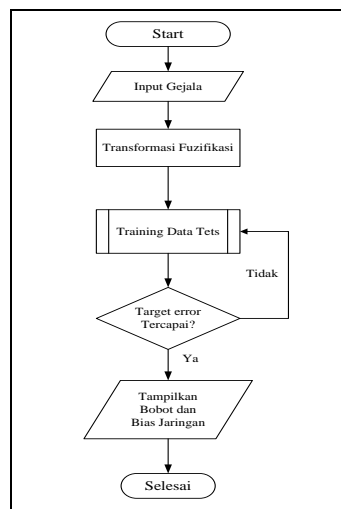 Start
Input Gejala
Transformasi Fuzifikasi
Training Data Tets
Tidak
Target error
Tercapai?
Ya
Tampilkan
Bobot dan
Bias Jaringan
Selesai